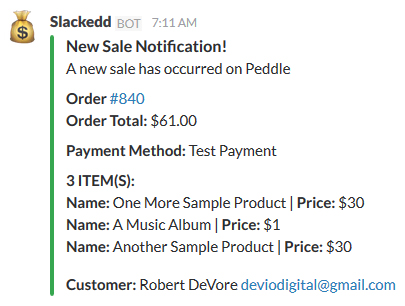 Slackedd BOT 7:11 AM
New Sale Notification!
A new sale has occurred on Peddle
Order #840
Order Total: $61.00
Payment Method: Test Payment
3 ITEM(S):
Name: One More Sample Product | Price: $30
Name: A Music Album | Price: $1
Name: Another Sample Product | Price: $30
Customer: Robert DeVore deviodigital@gmail.com